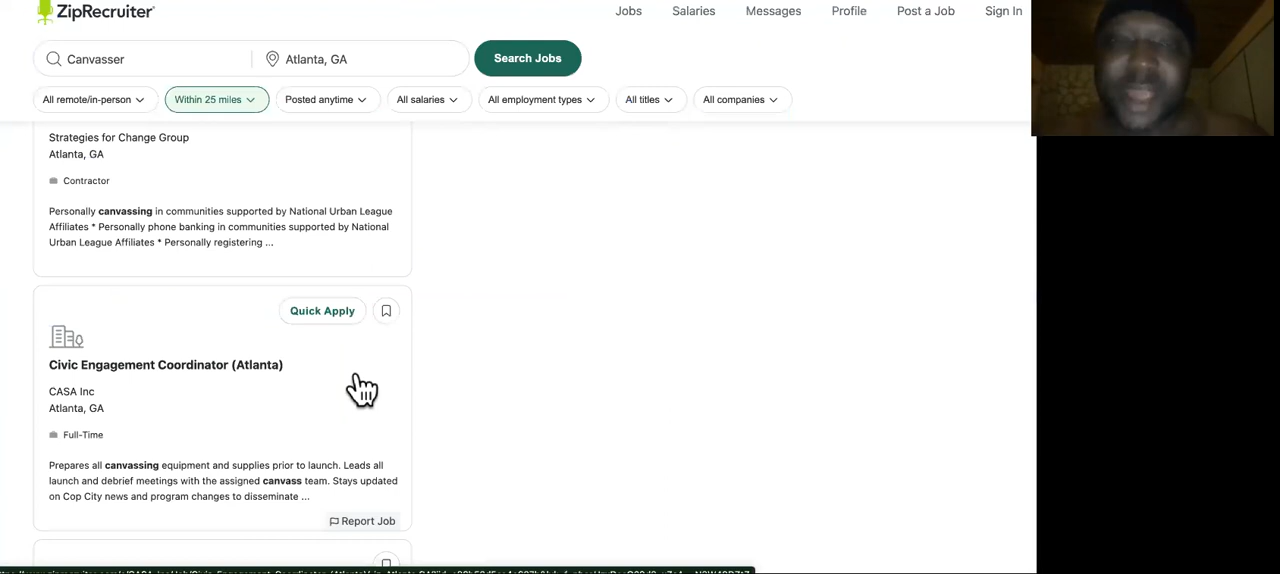 ZipRecruiter
Jobs
Salaries
Messages
Profile
Post a Job
Sign In
Canvasser
Atlanta, GA
Search Jobs
All remote/in-person
Within 25 miles
Posted anytime
All salaries
All employment types
All titles
All companies
Strategies for Change Group
Atlanta, GA
Contractor
Personally canvassing in communities supported by National Urban League
Affiliates * Personally phone banking in communities supported by National
Urban League Affiliates * Personally registering ...
Quick Apply
Civic Engagement Coordinator (Atlanta)
CASA Inc
Atlanta, GA
Full-Time
Prepares all canvassing equipment and supplies prior to launch. Leads all
launch and debrief meetings with the assigned canvass team. Stays updated
on Cop City news and program changes to disseminate ...
Report Job